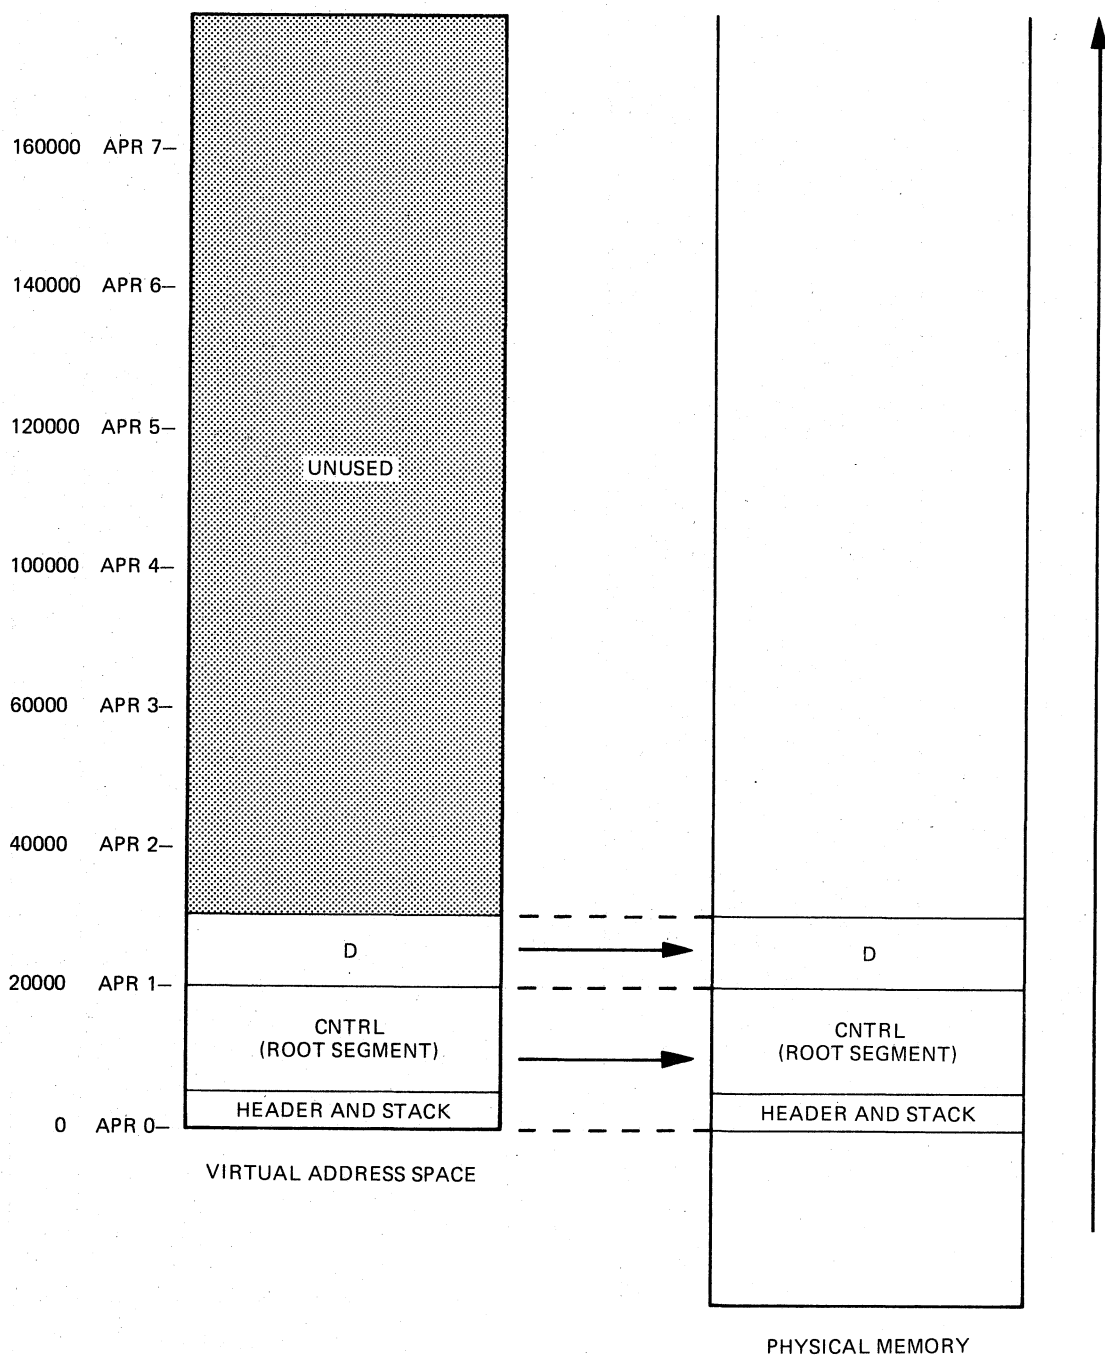 160000 APR 7–
140000 APR 6–
120000 APR 5–
UNUSED
100000 APR 4–
60000 APR 3–
40000 APR 2–
D
D
20000 APR 1–
CNTRL
(ROOT SEGMENT)
CNTRL
(ROOT SEGMENT)
HEADER AND STACK
HEADER AND STACK
0 APR 0–
VIRTUAL ADDRESS SPACE
PHYSICAL MEMORY